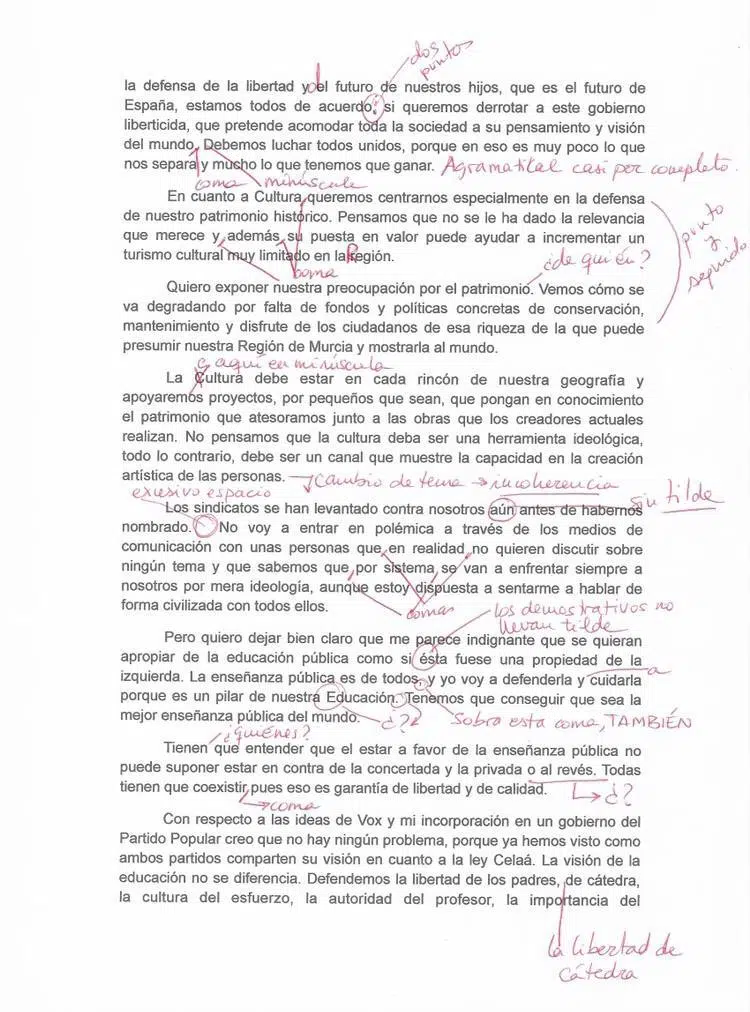 dos
puntos
la defensa de la libertad y el futuro de nuestros hijos, que es el futuro de
España, estamos todos de acuerdo, si queremos derrotar a este gobierno
liberticida, que pretende acomodar toda la sociedad a su pensamiento y visión
del mundo, Debemos luchar todos unidos, porque en eso es muy poco lo que
nos separa y mucho lo que tenemos que ganar. Agramatical casi por completo.
coma minúscula
En cuanto a Cultura queremos centrarnos especialmente en la defensa
de nuestro patrimonio histórico. Pensamos que no se le ha dado la relevancia
que merece y además su puesta en valor puede ayudar a incrementar un
turismo cultural muy limitado en la Región.
punto
y
seguido
coma
¿de quién?
Quiero exponer nuestra preocupación por el patrimonio. Vemos cómo se
va degradando por falta de fondos y políticas concretas de conservación,
mantenimiento y disfrute de los ciudadanos de esa riqueza de la que puede
presumir nuestra Región de Murcia y mostrarla al mundo.
aquí en minúscula
La Cultura debe estar en cada rincón de nuestra geografía y
apoyaremos proyectos, por pequeños que sean, que pongan en conocimiento
el patrimonio que atesoramos junto a las obras que los creadores actuales
realizan. No pensamos que la cultura deba ser una herramienta ideológica,
todo lo contrario, debe ser un canal que muestre la capacidad en la creación
artística de las personas. Cambio de tema → incoherencia
excesivo espacio
sin tilde
Los sindicatos se han levantado contra nosotros aún antes de habernos
nombrado. No voy a entrar en polémica a través de los medios de
comunicación con unas personas que en realidad no quieren discutir sobre
ningún tema y que sabemos que por sistema se van a enfrentar siempre a
nosotros por mera ideología, aunque estoy dispuesta a sentarme a hablar de
forma civilizada con todos ellos.
comas
los demostrativos no
llevan tilde
Pero quiero dejar bien claro que me parece indignante que se quieran
apropiar de la educación pública como si ésta fuese una propiedad de la
izquierda. La enseñanza pública es de todos, y yo voy a defenderla y cuidarla
a
porque es un pilar de nuestra Educación. Tenemos que conseguir que sea la
mejor enseñanza pública del mundo. ¿? Sobra esta coma, TAMBIÉN
¿quiénes?
Tienen que entender que el estar a favor de la enseñanza pública no
puede suponer estar en contra de la concertada y la privada o al revés. Todas
tienen que coexistir pues eso es garantía de libertad y de calidad. ¿?
coma
Con respecto a las ideas de Vox y mi incorporación en un gobierno del
Partido Popular creo que no hay ningún problema, porque ya hemos visto como
ambos partidos comparten su visión en cuanto a la ley Celaá. La visión de la
educación no se diferencia. Defendemos la libertad de los padres, de cátedra,
la cultura del esfuerzo, la autoridad del profesor, la importancia del
la libertad de
cátedra